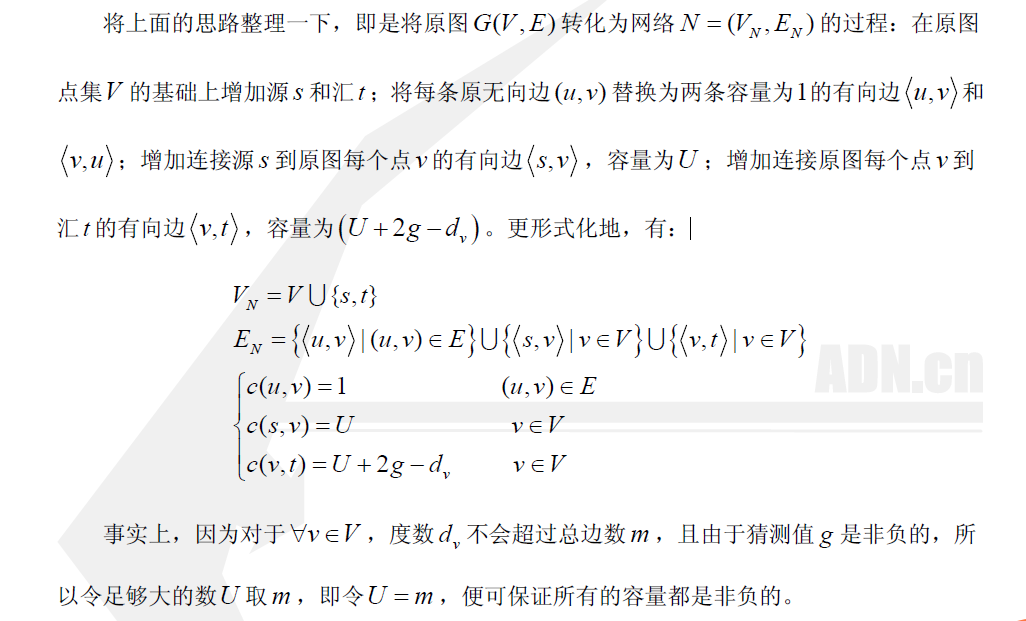 将上面的思路整理一下，即是将原图 G(V,E) 转化为网络 N = (V_N, E_N) 的过程：在原图
点集 V 的基础上增加源 s 和汇 t；将每条原无向边 (u,v) 替换为两条容量为1的有向边⟨u,v⟩和
⟨v,u⟩；增加连接源 s 到原图每个点 v 的有向边⟨s,v⟩，容量为 U；增加连接原图每个点 v 到
汇 t 的有向边⟨v,t⟩，容量为 (U+2g−d_v)。更形式化地，有：
V_N = V ∪ {s,t}
E_N = {⟨u,v⟩|(u,v)∈E} ∪ {⟨s,v⟩|v∈V} ∪ {⟨v,t⟩|v∈V}
c(u,v) = 1 (u,v)∈E
c(s,v) = U v∈V
c(v,t) = U+2g−d_v v∈V
ADN.cn
事实上，因为对于 ∀v∈V，度数 d_v 不会超过总边数 m，且由于猜测值 g 是非负的，所
以令足够大的数 U 取 m，即令 U = m，便可保证所有的容量都是非负的。